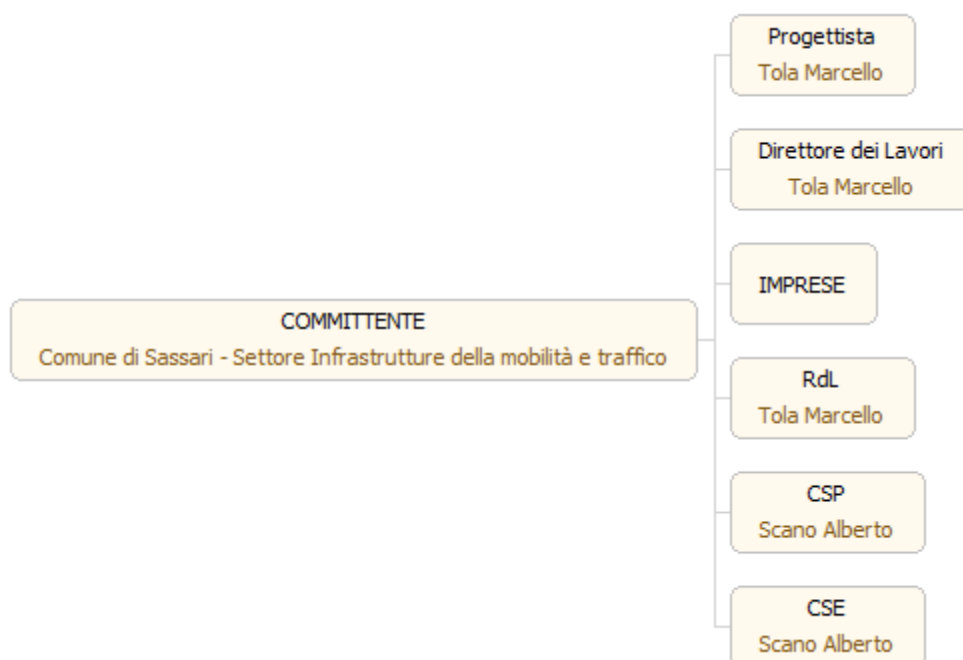 Progettista
Tola Marcello
Direttore dei Lavori
Tola Marcello
IMPRESE
COMMITTENTE
Comune di Sassari - Settore Infrastrutture della mobilità e traffico
RdL
Tola Marcello
CSP
Scano Alberto
CSE
Scano Alberto